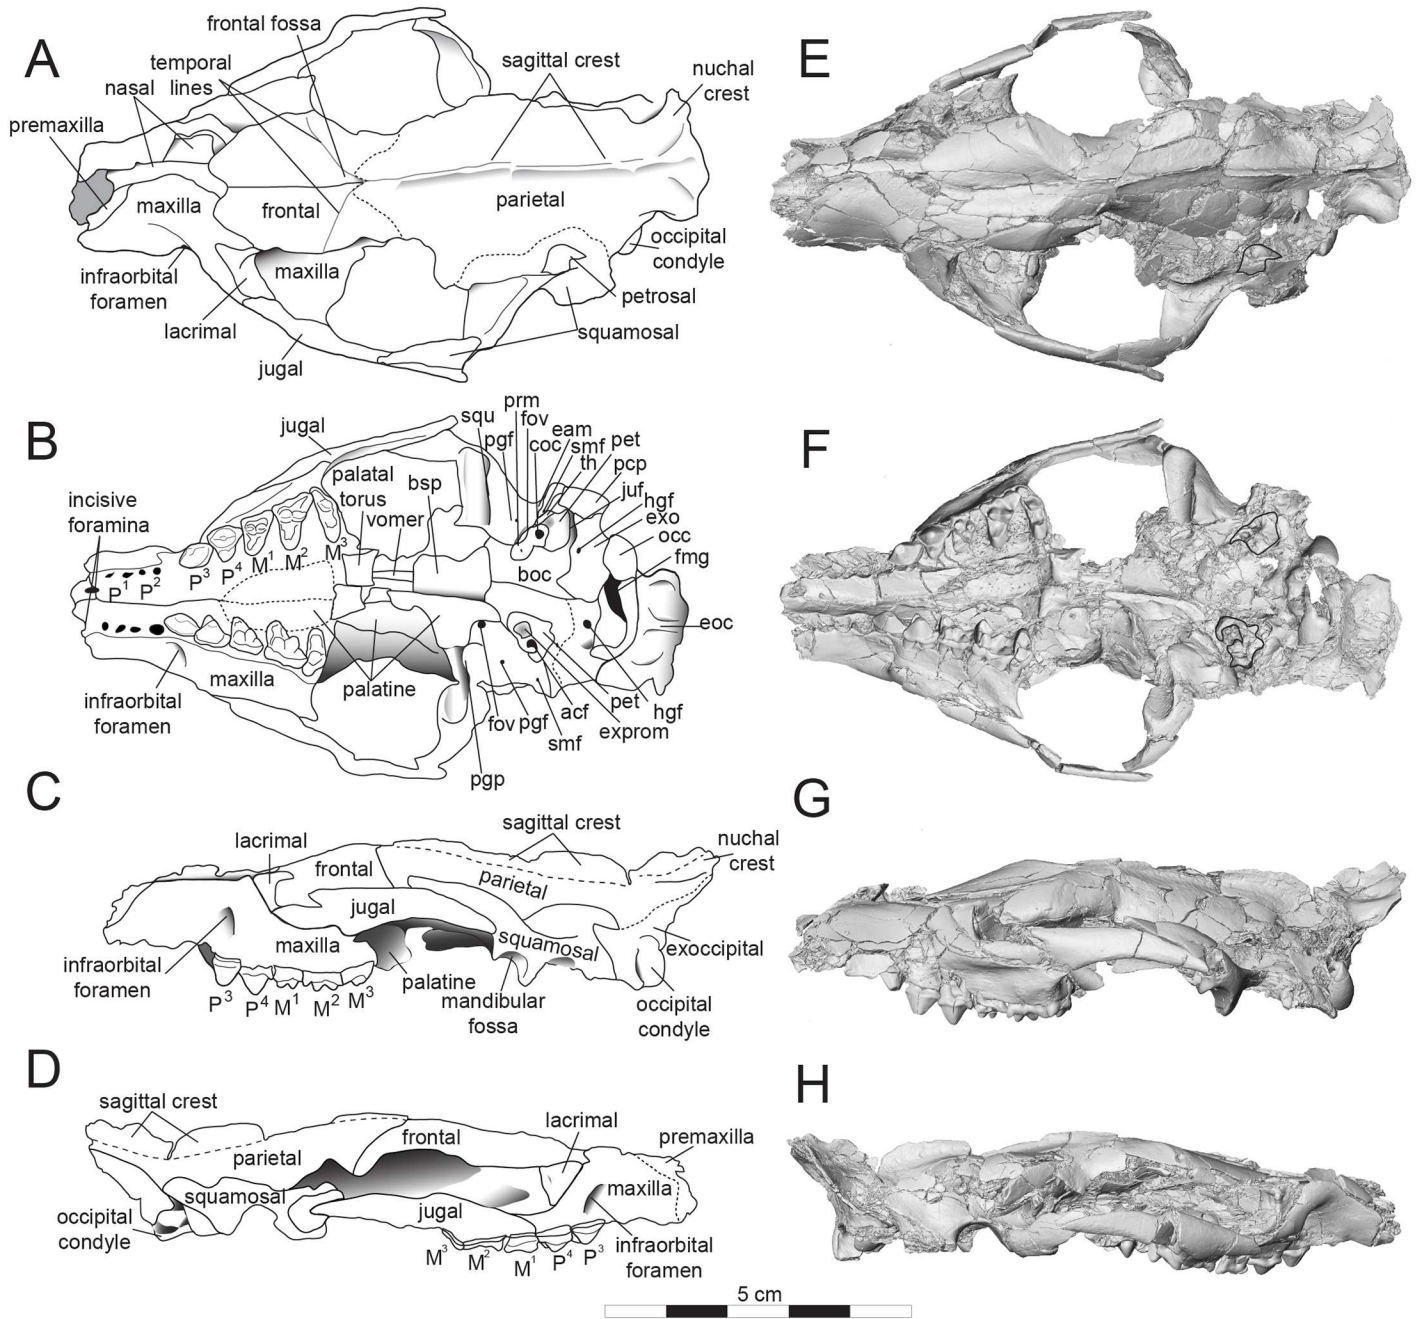 A
frontal fossa
temporal
lines
nasal
premaxilla
sagittal crest
nuchal
crest
maxilla
frontal
parietal
infraorbital
foramen
maxilla
occipital
condyle
petrosal
lacrimal
squamosal
jugal
E
B
jugal
squ
pgf
prm
fov
coc
eam
smf
th
pet
pcp
juf
hgf
exo
occ
fmg
palatal
torus
bsp
vomer
incisive
foramina
P1
P2
P3
P4
M1
M2
M3
boc
eoc
maxilla
palatine
infraorbital
foramen
fov
pgf
acf
smf
pet
exprom
hgf
pgp
F
C
lacrimal
sagittal crest
nuchal
crest
frontal
parietal
jugal
maxilla
squamosal
exoccipital
infraorbital
foramen
palatine
P3
P4
M1
M2
M3
mandibular
fossa
occipital
condyle
G
D
sagittal crest
frontal
lacrimal
premaxilla
parietal
squamosal
maxilla
jugal
occipital
condyle
M3
M2
M1
P4
P3
infraorbital
foramen
H
5 cm